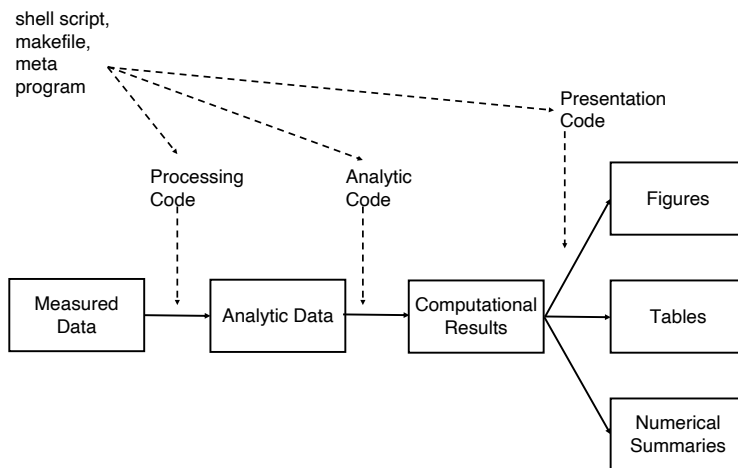 shell script,
makefile,
meta
program
Presentation
Code
Processing
Code
Analytic
Code
Figures
Measured
Data
Analytic Data
Computational
Results
Tables
Numerical
Summaries